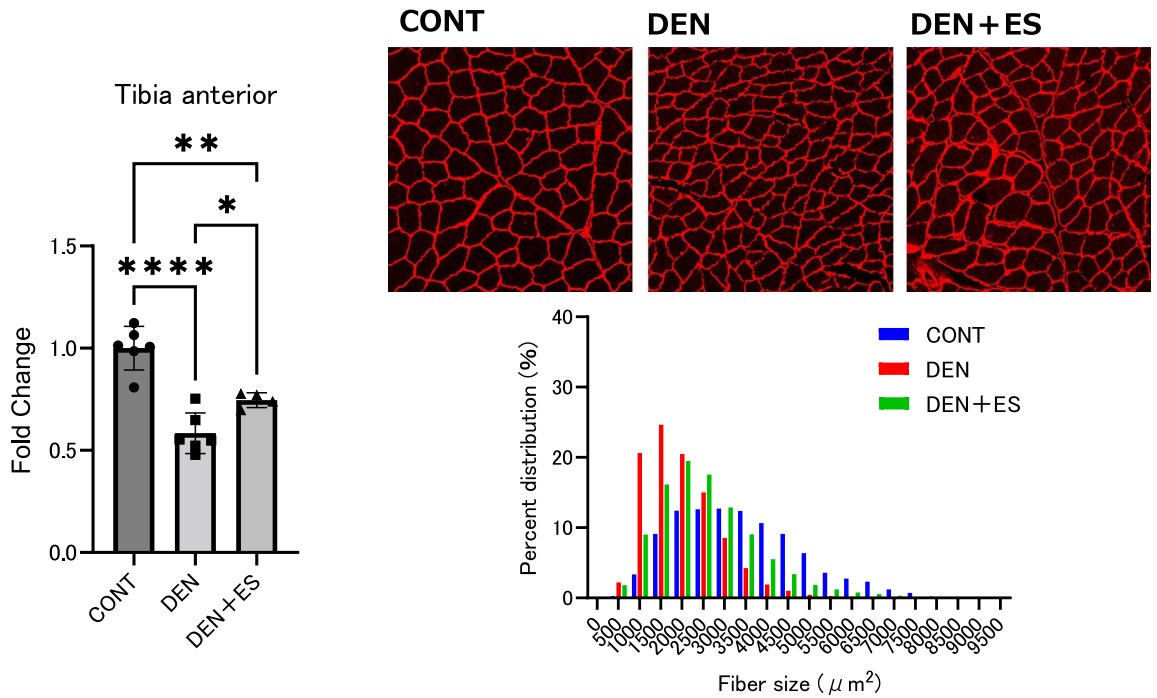 CONT
DEN
DEN+ES
Tibia anterior
**
*
****
1.5
1.0
0.5
0.0
Fold Change
CONT
DEN
DEN+ES
40
30
20
10
0
Percent distribution (%)
CONT
DEN
DEN+ES
0
500
1000
1500
2000
2500
3000
3500
4000
4500
5000
5500
6000
6500
7000
7500
8000
8500
9000
9500
Fiber size (μm²)